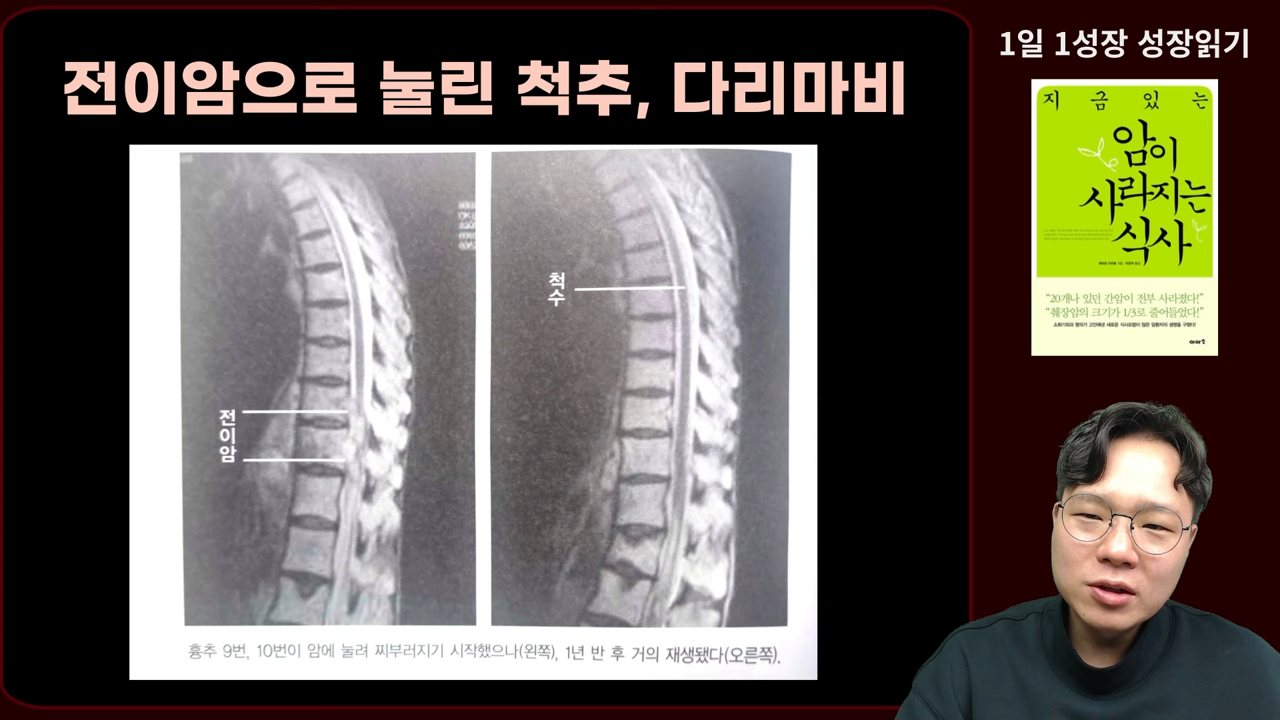 전이암으로 눌린 척추, 다리마비
전이암
척수
흉추 9번, 10번이 암에 눌려 찌부러지기 시작했으나(왼쪽), 1년 반 후 거의 재생됐다(오른쪽).
1일 1성장 성장읽기
지금있는
암이
사라지는
식사
“20개나 있던 간암이 전부 사라졌다!”
“췌장암의 크기가 1/3로 줄어들었다!”